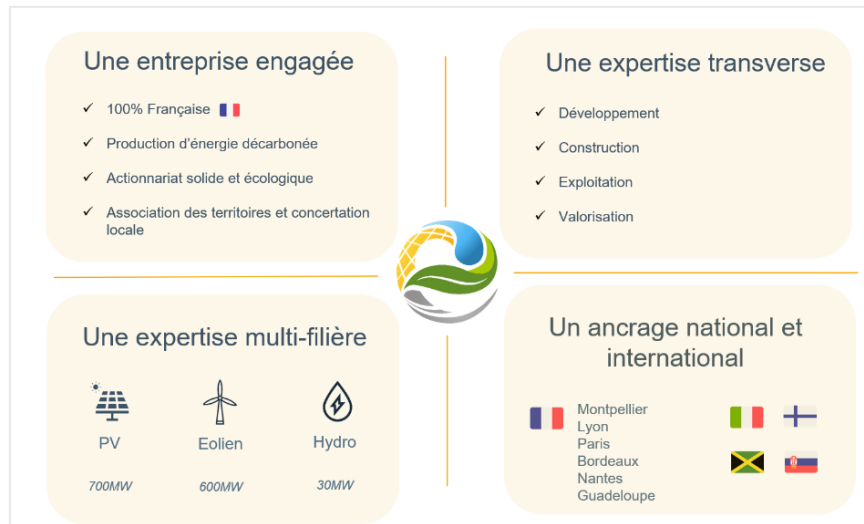 Une entreprise engagée
100% Française
Production d'énergie décarbonée
Actionnariat solide et écologique
Association des territoires et concertation
locale
Une expertise transverse
Développement
Construction
Exploitation
Valorisation
Une expertise multi-filière
PV
Eolien
Hydro
700MW
600MW
30MW
Un ancrage national et
international
Montpellier
Lyon
Paris
Bordeaux
Nantes
Guadeloupe